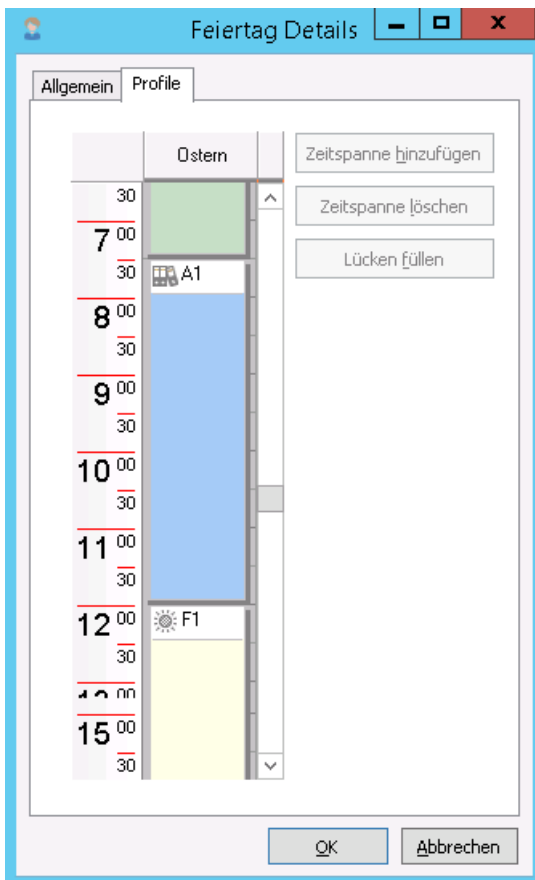 Feiertag Details
Allgemein Profile
Ostern
Zeitspanne hinzufügen
Zeitspanne löschen
Lücken füllen
30
7 00
30 A1
8 00
30
9 00
30
10 00
30
11 00
30
12 00 F1
30
00
15 00
30
OK Abbrechen